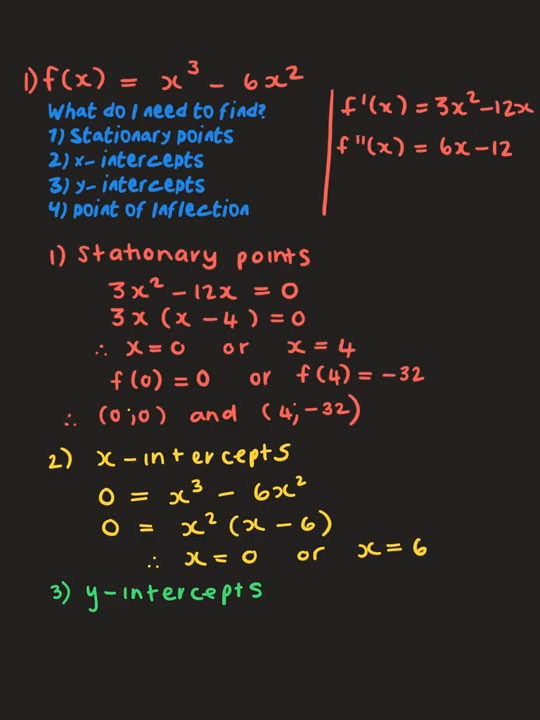 1) f(x) = x³ - 6x²
What do I need to find?
1) Stationary points
2) x-intercepts
3) y-intercepts
4) point of Inflection
f'(x) = 3x² - 12x
f''(x) = 6x - 12
1) Stationary points
3x² - 12x = 0
3x (x - 4) = 0
∴ x = 0 or x = 4
f(0) = 0 or f(4) = -32
∴ (0;0) and (4;-32)
2) x-intercepts
0 = x³ - 6x²
0 = x² (x - 6)
∴ x = 0 or x = 6
3) y-intercepts